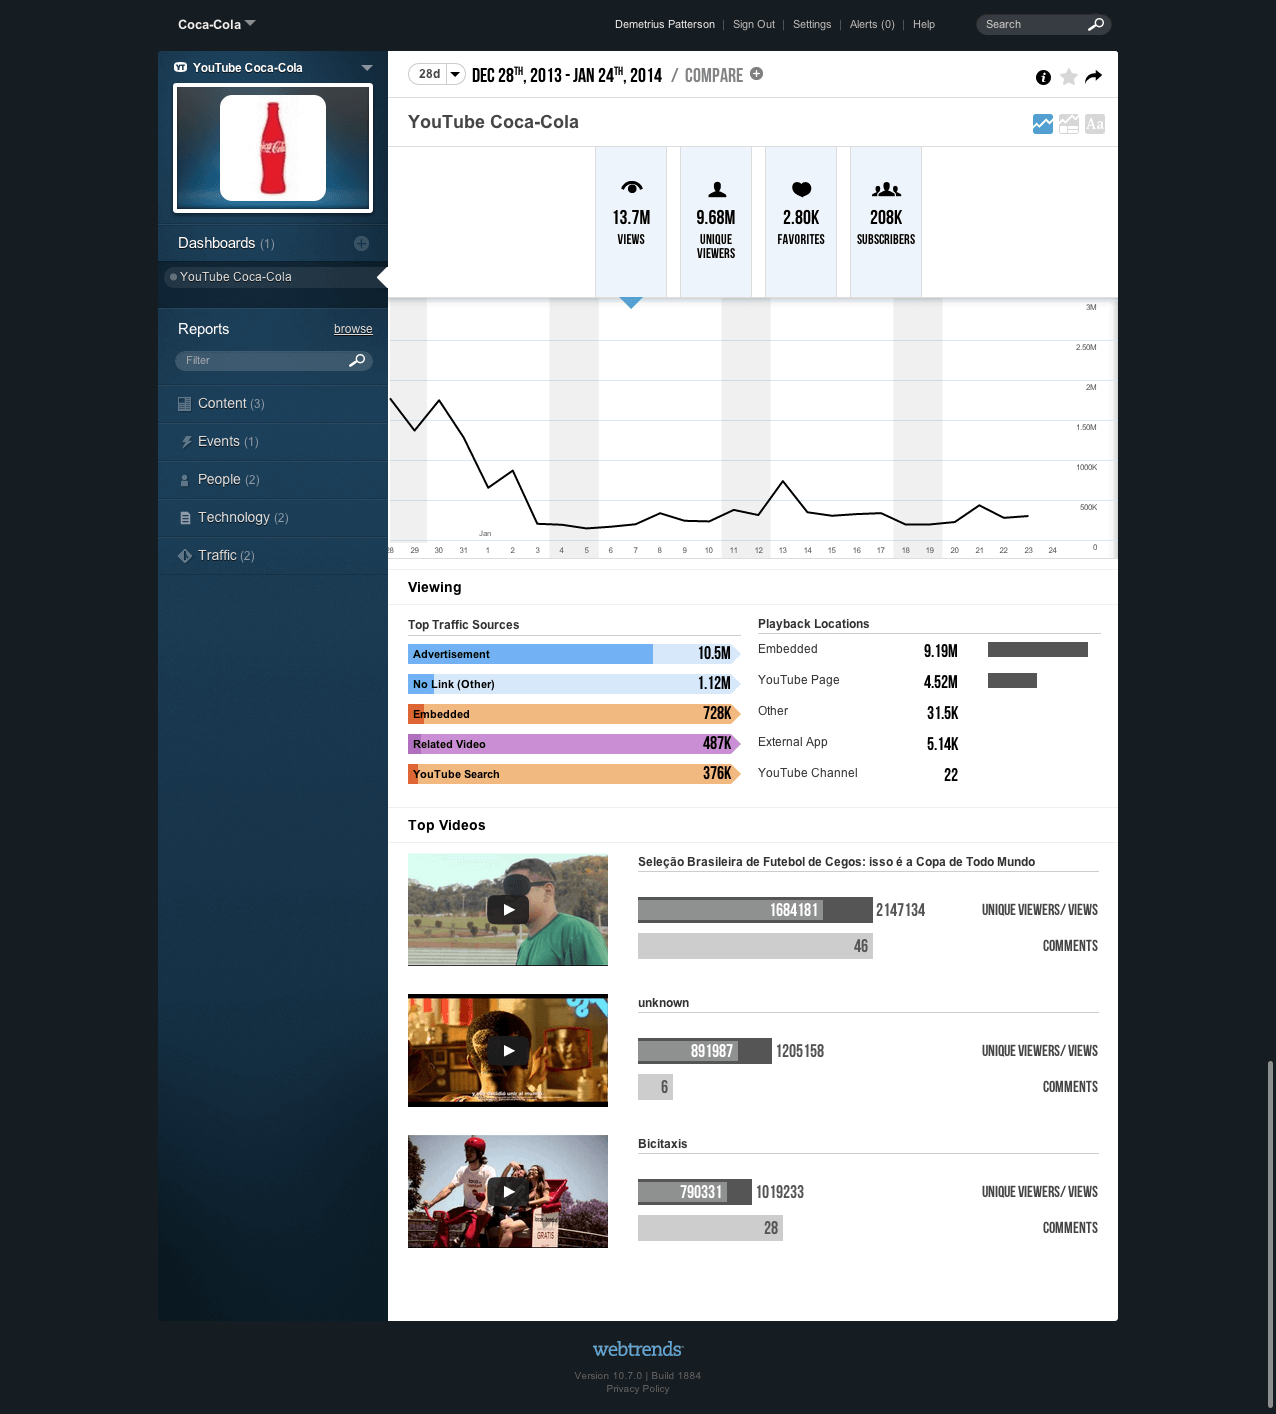 Coca-Cola
Demetrius Patterson | Sign Out | Settings | Alerts (0) | Help
Search
YouTube Coca-Cola
Dashboards (1)
YouTube Coca-Cola
Reports
browse
Filter
Content (3)
Events (1)
People (2)
Technology (2)
Traffic (2)
28d
DEC 28TH, 2013 - JAN 24TH, 2014 / COMPARE
YouTube Coca-Cola
Aa
13.7M
VIEWS
9.68M
UNIQUE
VIEWERS
2.80K
FAVORITES
208K
SUBSCRIBERS
3M
2.50M
2M
1.50M
1000K
500K
0
Jan
28 29 30 31 1 2 3 4 5 6 7 8 9 10 11 12 13 14 15 16 17 18 19 20 21 22 23 24
Viewing
Top Traffic Sources
Advertisement 10.5M
No Link (Other) 1.12M
Embedded 728K
Related Video 487K
YouTube Search 376K
Playback Locations
Embedded 9.19M
YouTube Page 4.52M
Other 31.5K
External App 5.14K
YouTube Channel 22
Top Videos
Seleção Brasileira de Futebol de Cegos: isso é a Copa de Todo Mundo
1684181 2147134 UNIQUE VIEWERS/ VIEWS
46 COMMENTS
unknown
891987 1205158 UNIQUE VIEWERS/ VIEWS
6 COMMENTS
Bicitaxis
790331 1019233 UNIQUE VIEWERS/ VIEWS
28 COMMENTS
GRATIS
webtrends
Version 10.7.0 | Build 1884
Privacy Policy